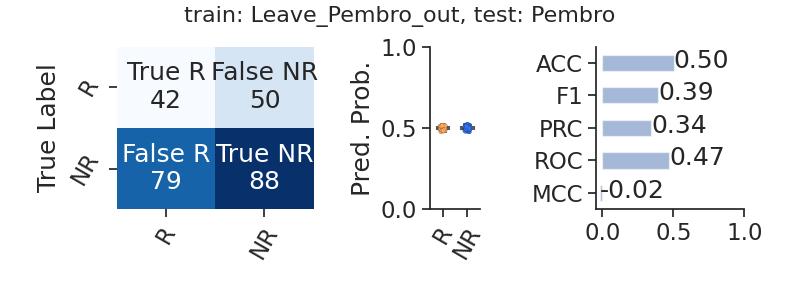 train: Leave_Pembro_out, test: Pembro
True Label
R
NR
True R
42
False NR
50
False R
79
True NR
88
R
NR
Pred. Prob.
1.0
0.5
0.0
R
NR
ACC
F1
PRC
ROC
MCC
0.50
0.39
0.34
0.47
-0.02
0.0
0.5
1.0